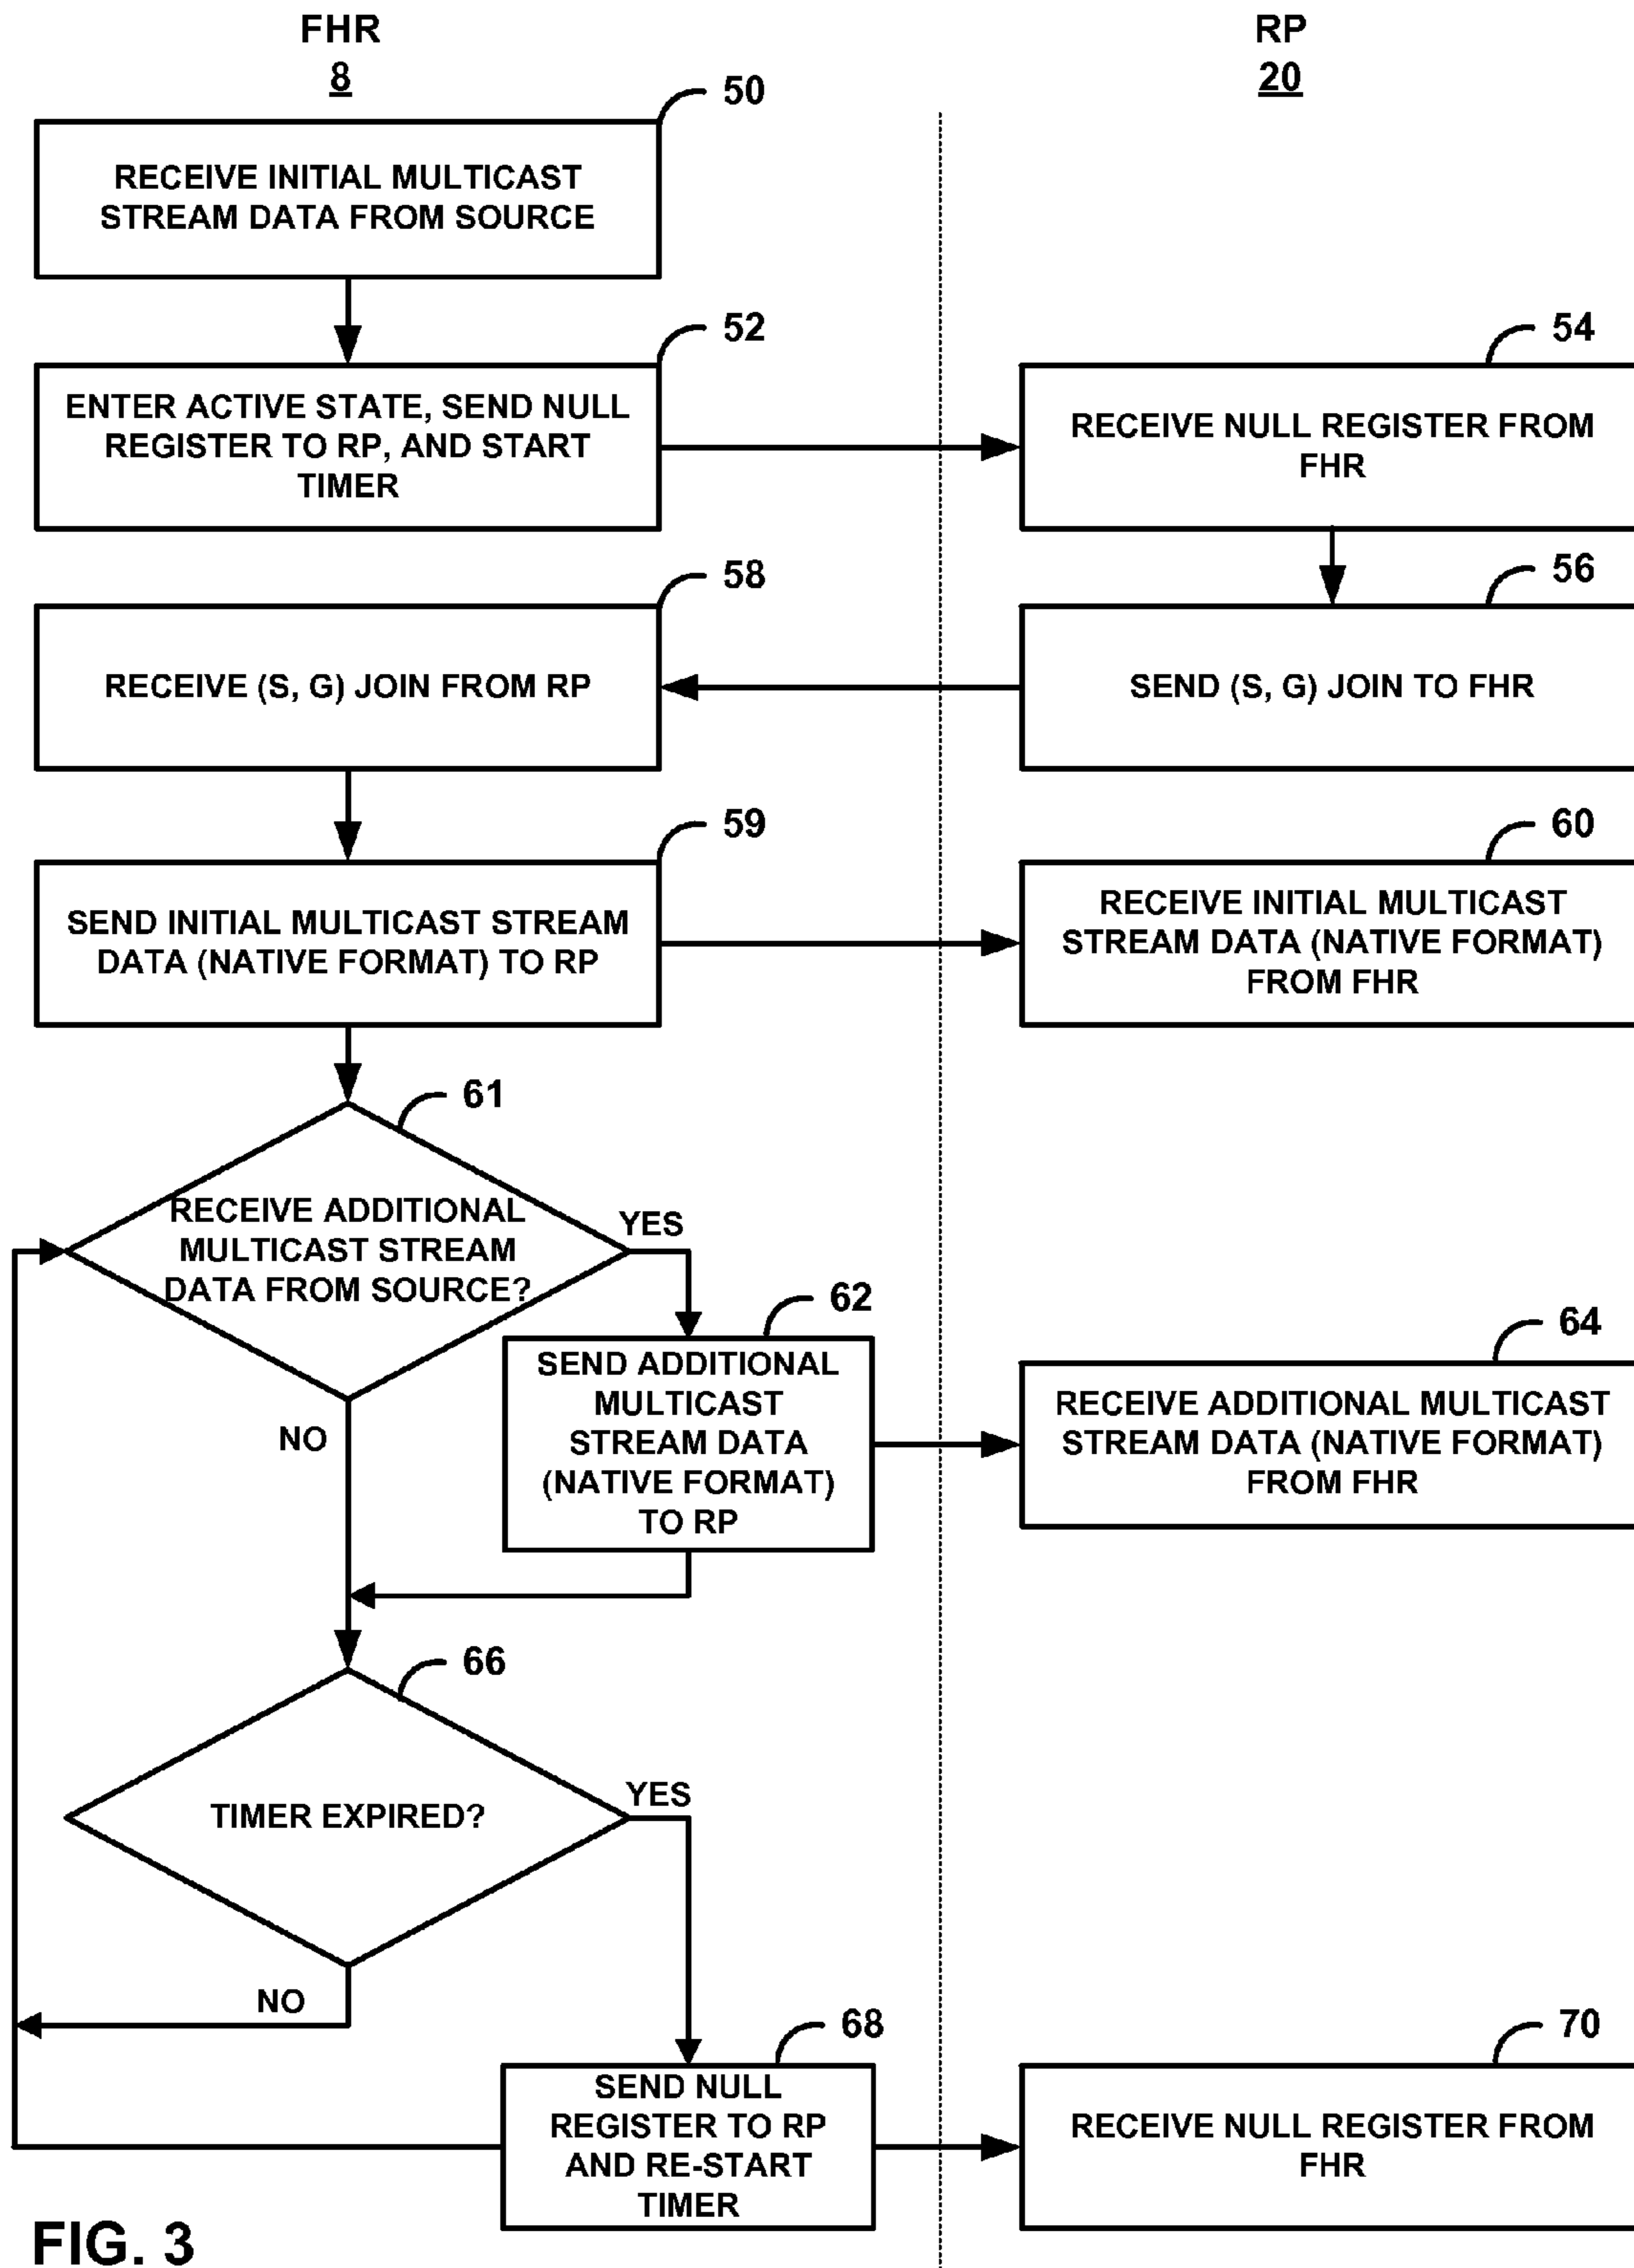 FHR
8
RP
20
50
RECEIVE INITIAL MULTICAST
STREAM DATA FROM SOURCE
52
ENTER ACTIVE STATE, SEND NULL
REGISTER TO RP, AND START
TIMER
54
RECEIVE NULL REGISTER FROM
FHR
56
SEND (S, G) JOIN TO FHR
58
RECEIVE (S, G) JOIN FROM RP
59
SEND INITIAL MULTICAST STREAM
DATA (NATIVE FORMAT) TO RP
60
RECEIVE INITIAL MULTICAST
STREAM DATA (NATIVE FORMAT)
FROM FHR
61
RECEIVE ADDITIONAL
MULTICAST STREAM
DATA FROM SOURCE?
YES
NO
62
SEND ADDITIONAL
MULTICAST
STREAM DATA
(NATIVE FORMAT)
TO RP
64
RECEIVE ADDITIONAL MULTICAST
STREAM DATA (NATIVE FORMAT)
FROM FHR
66
TIMER EXPIRED?
YES
NO
68
SEND NULL
REGISTER TO RP
AND RE-START
TIMER
70
RECEIVE NULL REGISTER FROM
FHR
FIG. 3